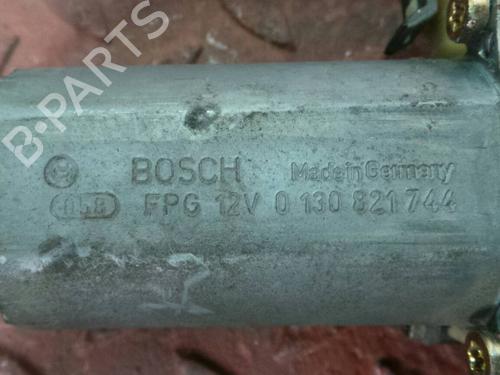 B-PARTS
BOSCH Made in Germany
FPG 12V 0 130 821 744